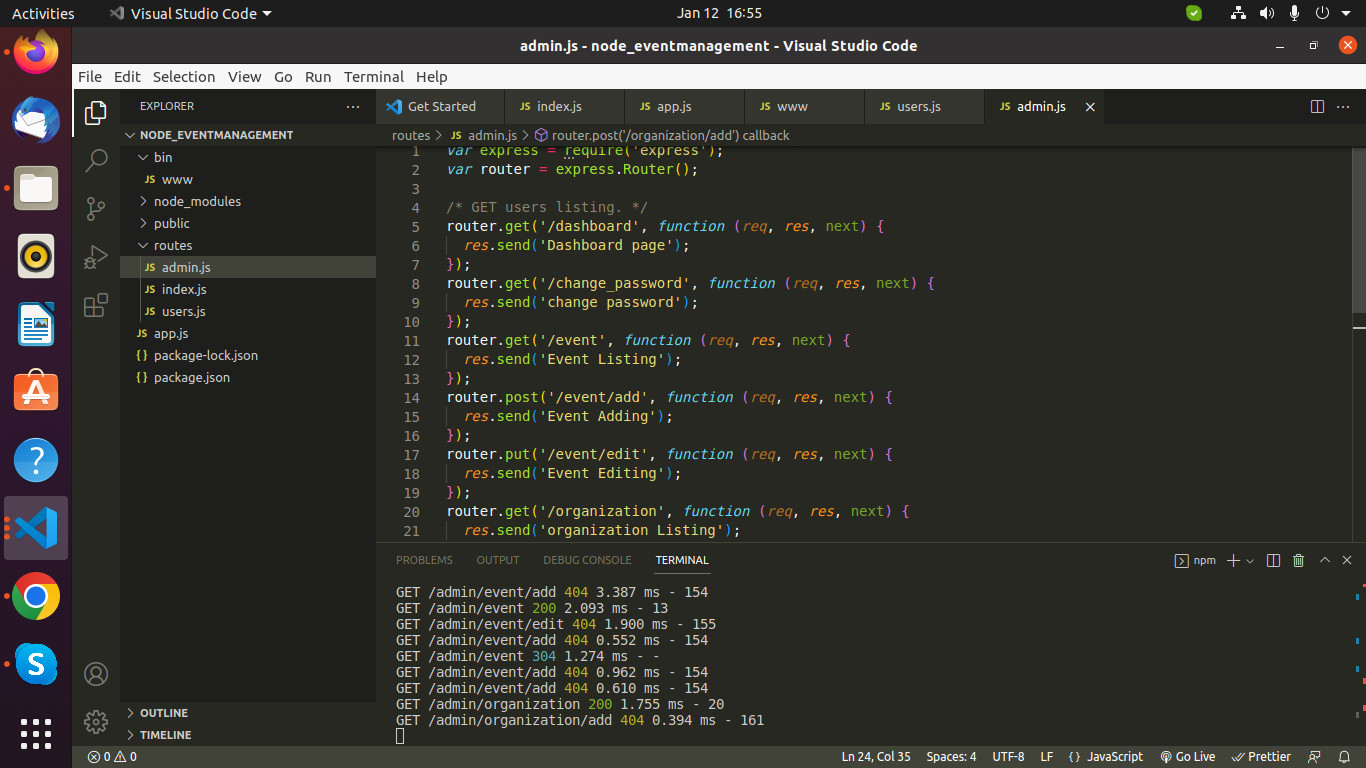 Activities Visual Studio Code Jan 12 16:55
admin.js - node_eventmanagement - Visual Studio Code
File Edit Selection View Go Run Terminal Help
EXPLORER
NODE_EVENTMANAGEMENT
bin
JS www
node_modules
public
routes
JS admin.js
JS index.js
JS users.js
JS app.js
{} package-lock.json
{} package.json
OUTLINE
TIMELINE
Get Started JS index.js JS app.js JS www JS users.js JS admin.js
routes > JS admin.js > router.post('/organization/add') callback
1 var express = require('express');
2 var router = express.Router();
3
4 /* GET users listing. */
5 router.get('/dashboard', function (req, res, next) {
6 res.send('Dashboard page');
7 });
8 router.get('/change_password', function (req, res, next) {
9 res.send('change password');
10 });
11 router.get('/event', function (req, res, next) {
12 res.send('Event Listing');
13 });
14 router.post('/event/add', function (req, res, next) {
15 res.send('Event Adding');
16 });
17 router.put('/event/edit', function (req, res, next) {
18 res.send('Event Editing');
19 });
20 router.get('/organization', function (req, res, next) {
21 res.send('organization Listing');
PROBLEMS OUTPUT DEBUG CONSOLE TERMINAL npm
GET /admin/event/add 404 3.387 ms - 154
GET /admin/event 200 2.093 ms - 13
GET /admin/event/edit 404 1.900 ms - 155
GET /admin/event/add 404 0.552 ms - 154
GET /admin/event 304 1.274 ms - -
GET /admin/event/add 404 0.962 ms - 154
GET /admin/event/add 404 0.610 ms - 154
GET /admin/organization 200 1.755 ms - 20
GET /admin/organization/add 404 0.394 ms - 161
0 0 Ln 24, Col 35 Spaces: 4 UTF-8 LF {} JavaScript Go Live Prettier